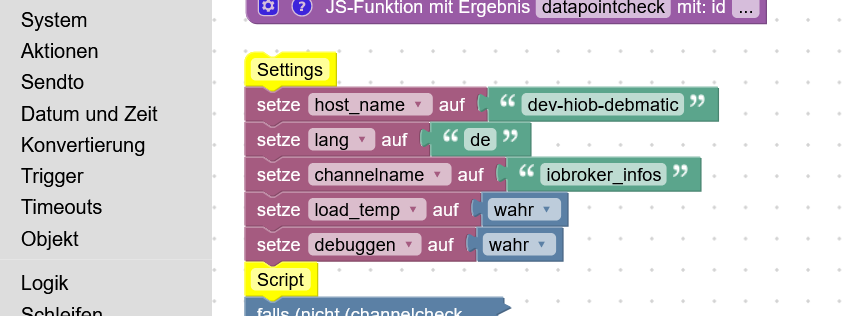 System
Aktionen
Sendto
Datum und Zeit
Konvertierung
Trigger
Timeouts
Objekt
Logik
Schleifen
? JS-Funktion mit Ergebnis datapointcheck mit: id ...
Settings
setze host_name auf “ dev-hiob-debmatic ”
setze lang auf “ de ”
setze channelname auf “ iobroker_infos ”
setze load_temp auf wahr
setze debuggen auf wahr
Script
falls (nicht (channelcheck